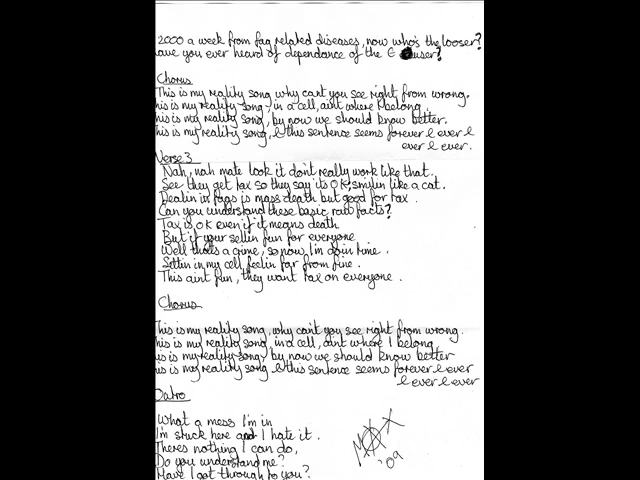 2000 a week from fag related diseases, now who's the looser?
ave you ever heard of dependance of the E user?
Chorus
This is my reality song, why cant you see right from wrong.
his is my reality song, in a cell, aint where I belong.
his is my reality song, by now we should know better.
his is my reality song, & this sentence seems forever & ever &
ever & ever.
Verse 3
Nah, nah mate look it don't really work like that.
See they get tax so they say it's OK, smilin like a cat.
Dealin in fags is mass death but good for tax.
Can you understand these basic raw facts?
Tax is OK even if it means death
But if your sellin fun for everyone
Well thats a crime, so now I'm doin time.
Sittin in my cell feelin far from fine.
This aint fun, they want tax on everyone.
Chorus
This is my reality song, why can't you see right from wrong.
his is my reality song, in a cell, aint where I belong
his is my reality song, by now we should know better
his is my reality song & this sentence seems forever & ever
& ever & ever
Outro
What a mess I'm in
I'm stuck here and I hate it.
Theres nothing I can do,
Do you understand me?
Have I got through to you?
MAX
'09